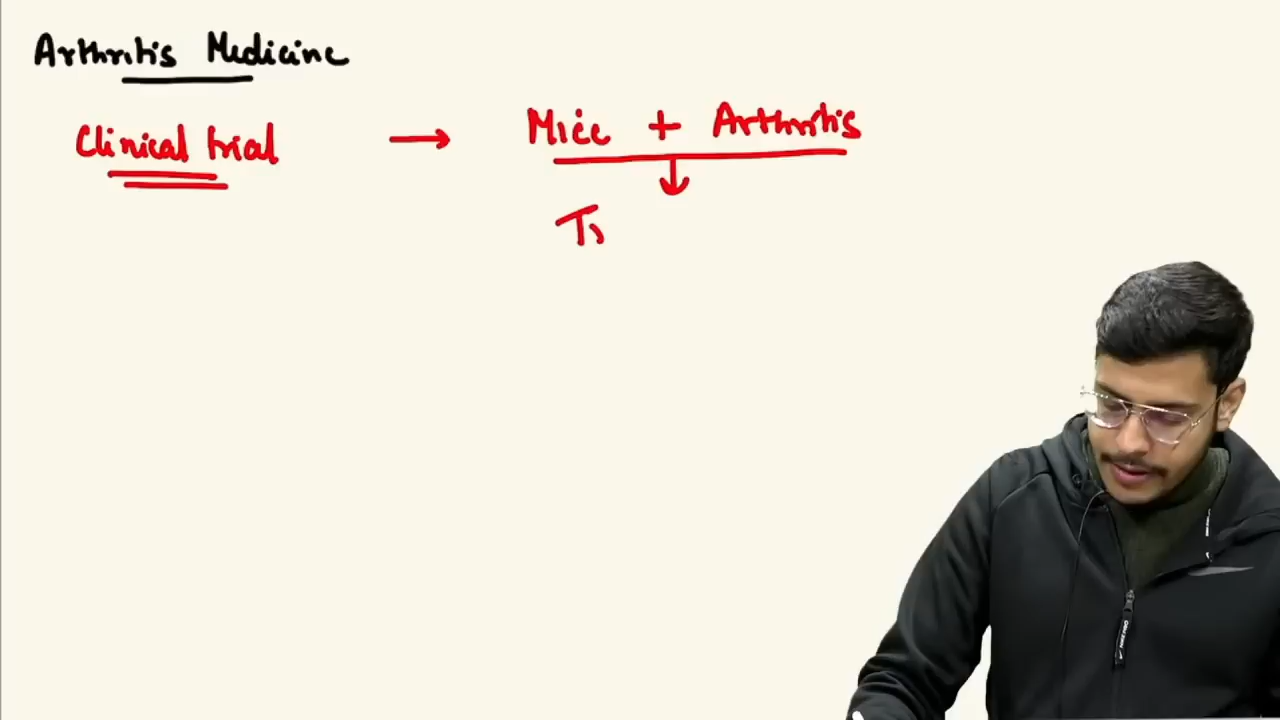 Arthritis Medicine
Clinical trial → Mice + Arthritis
↓